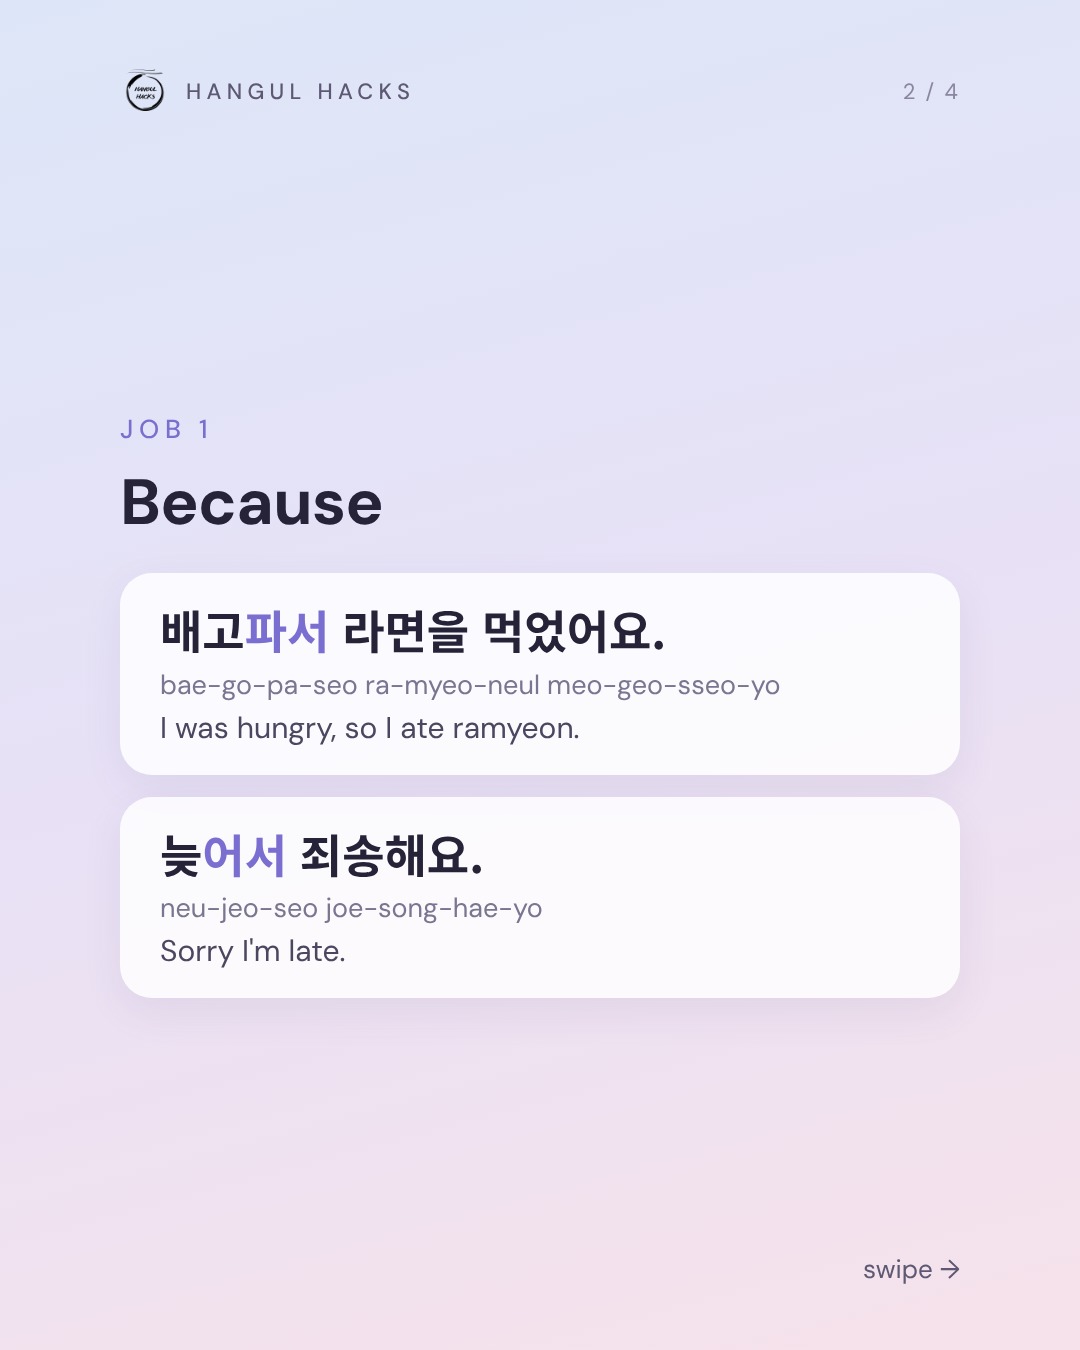 HANGUL HACKS
HANGUL HACKS
2 / 4
JOB 1
Because
배고파서 라면을 먹었어요.
bae-go-pa-seo ra-myeo-neul meo-geo-sseo-yo
I was hungry, so I ate ramyeon.
늦어서 죄송해요.
neu-jeo-seo joe-song-hae-yo
Sorry I'm late.
swipe →